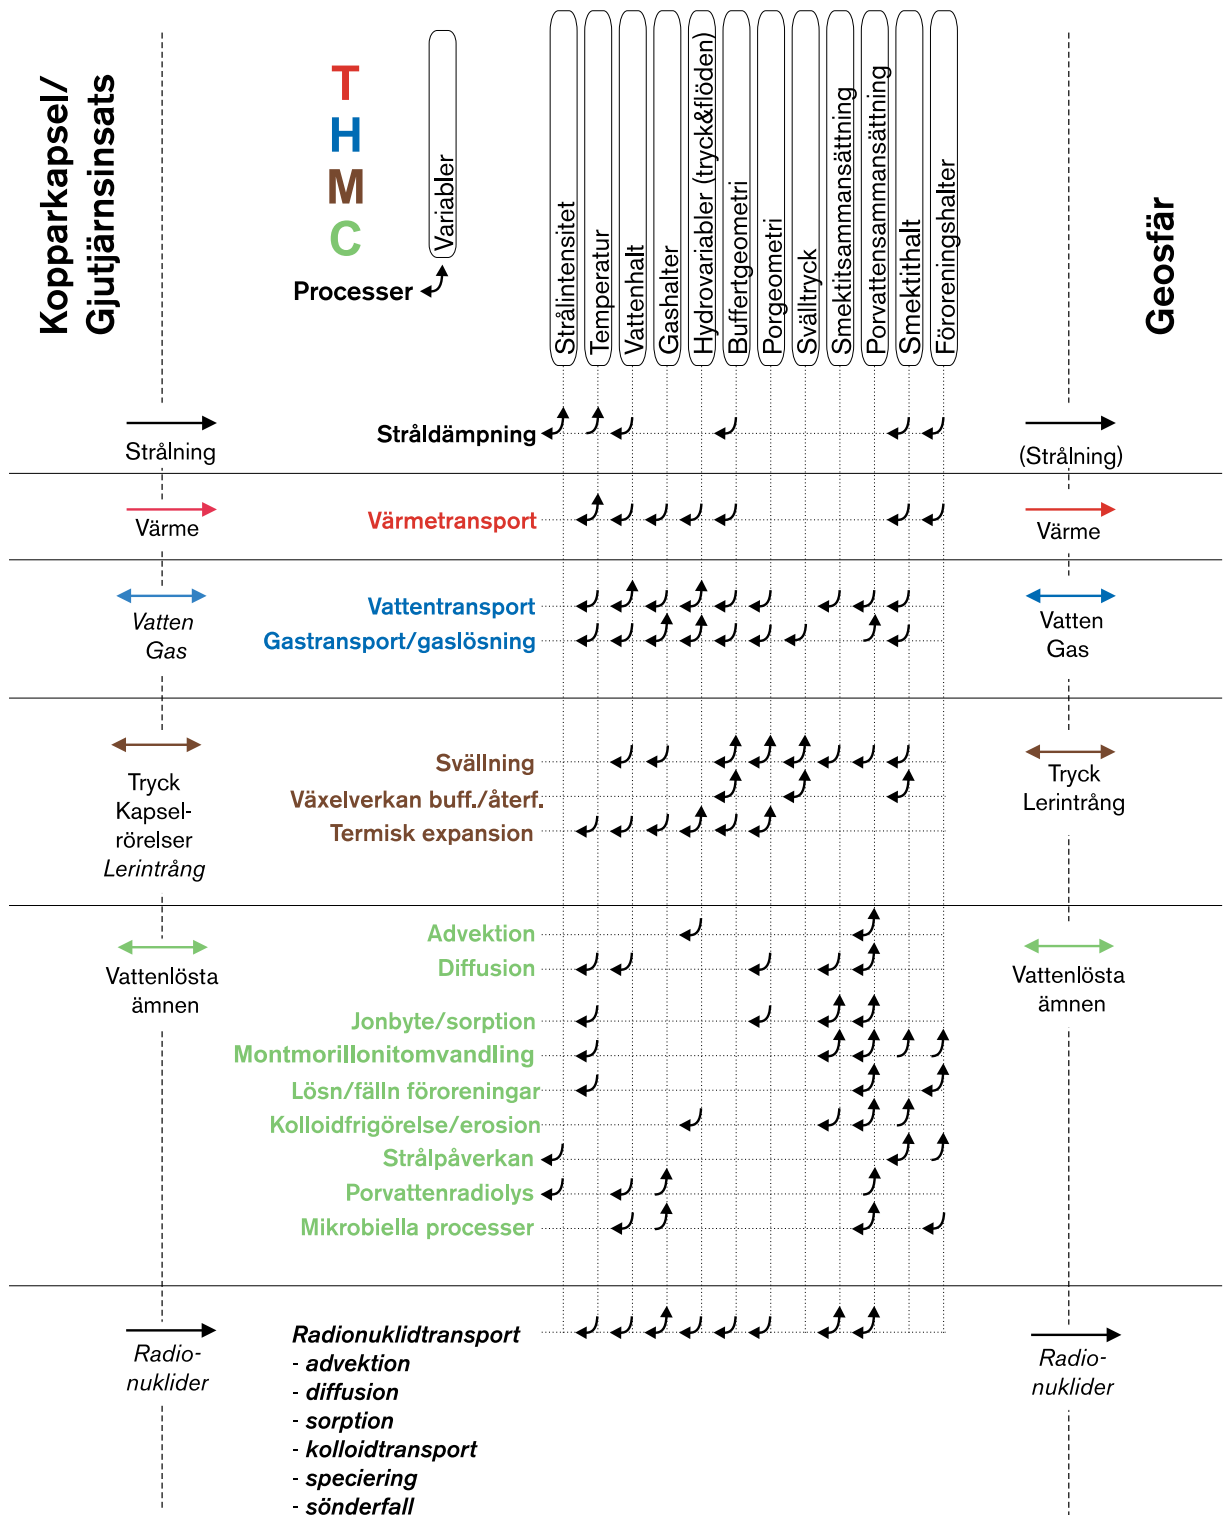 Kopparkapsel/
Gjutjärnsinsats
T
H
M
C
Processer
Variabler
Strålintensitet
Temperatur
Vattenhalt
Gashalter
Hydrovariabler (tryck&flöden)
Buffertgeometri
Porgeometri
Svälltryck
Smektitsammansättning
Porvattensammansättning
Smektithalt
Föroreningshalter
Geosfär
Strålning
Stråldämpning
(Strålning)
Värme
Värmetransport
Värme
Vatten
Gas
Vattentransport
Gastransport/gaslösning
Vatten
Gas
Tryck
Kapsel-
rörelser
Lerintrång
Svällning
Växelverkan buff./återf.
Termisk expansion
Tryck
Lerintrång
Vattenlösta
ämnen
Advektion
Diffusion
Jonbyte/sorption
Montmorillonitomvandling
Lösn/fälln föroreningar
Kolloidfrigörelse/erosion
Strålpåverkan
Porvattenradiolys
Mikrobiella processer
Vattenlösta
ämnen
Radio-
nuklider
Radionuklidtransport
- advektion
- diffusion
- sorption
- kolloidtransport
- speciering
- sönderfall
Radio-
nuklider